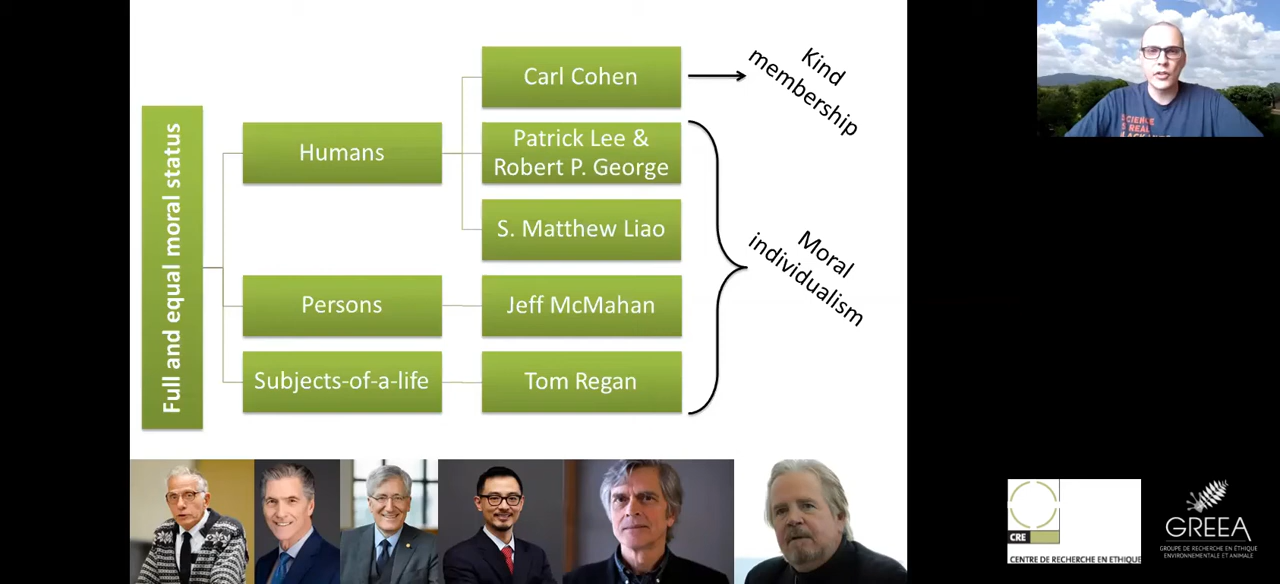 Full and equal moral status
Humans
Persons
Subjects-of-a-life
Carl Cohen
Patrick Lee &
Robert P. George
S. Matthew Liao
Jeff McMahan
Tom Regan
Kind
membership
Moral
individualism
SCIENCE
CRE
CENTRE DE RECHERCHE EN ETHIQUE
GREEA
GROUPE DE RECHERCHE EN ÉTHIQUE
ENVIRONNEMENTALE ET ANIMALE